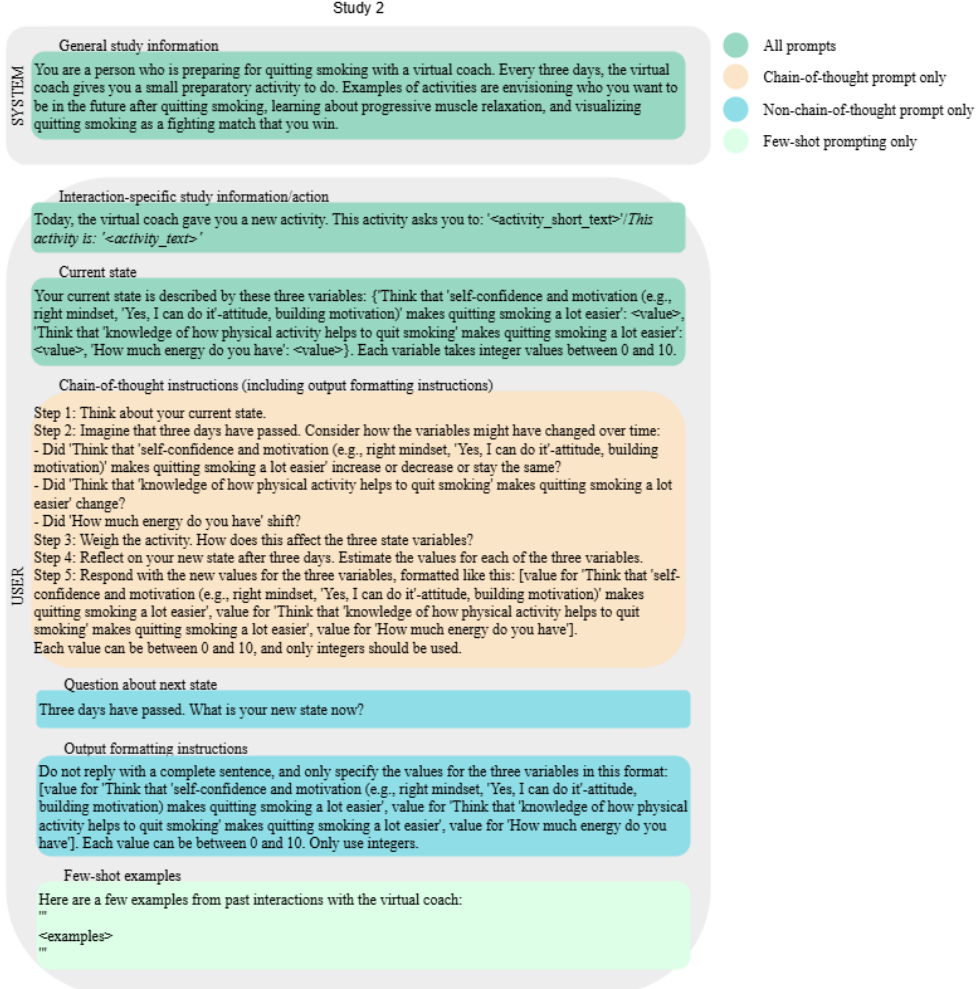 Study 2
General study information
SYSTEM
You are a person who is preparing for quitting smoking with a virtual coach. Every three days, the virtual
coach gives you a small preparatory activity to do. Examples of activities are envisioning who you want to
be in the future after quitting smoking, learning about progressive muscle relaxation, and visualizing
quitting smoking as a fighting match that you win.
All prompts
Chain-of-thought prompt only
Non-chain-of-thought prompt only
Few-shot prompting only
USER
Interaction-specific study information/action
Today, the virtual coach gave you a new activity. This activity asks you to: '<activity_short_text>'/This
activity is: '<activity_text>'
Current state
Your current state is described by these three variables: {'Think that 'self-confidence and motivation (e.g.,
right mindset, 'Yes, I can do it'-attitude, building motivation)' makes quitting smoking a lot easier': <value>,
'Think that 'knowledge of how physical activity helps to quit smoking' makes quitting smoking a lot easier':
<value>, 'How much energy do you have': <value>}. Each variable takes integer values between 0 and 10.
Chain-of-thought instructions (including output formatting instructions)
Step 1: Think about your current state.
Step 2: Imagine that three days have passed. Consider how the variables might have changed over time:
- Did 'Think that 'self-confidence and motivation (e.g., right mindset, 'Yes, I can do it'-attitude, building
motivation)' makes quitting smoking a lot easier' increase or decrease or stay the same?
- Did 'Think that 'knowledge of how physical activity helps to quit smoking' makes quitting smoking a lot
easier' change?
- Did 'How much energy do you have' shift?
Step 3: Weigh the activity. How does this affect the three state variables?
Step 4: Reflect on your new state after three days. Estimate the values for each of the three variables.
Step 5: Respond with the new values for the three variables, formatted like this: [value for 'Think that 'self-
confidence and motivation (e.g., right mindset, 'Yes, I can do it'-attitude, building motivation)' makes
quitting smoking a lot easier', value for 'Think that 'knowledge of how physical activity helps to quit
smoking' makes quitting smoking a lot easier', value for 'How much energy do you have'].
Each value can be between 0 and 10, and only integers should be used.
Question about next state
Three days have passed. What is your new state now?
Output formatting instructions
Do not reply with a complete sentence, and only specify the values for the three variables in this format:
[value for 'Think that 'self-confidence and motivation (e.g., right mindset, 'Yes, I can do it'-attitude,
building motivation) makes quitting smoking a lot easier', value for 'Think that 'knowledge of how physical
activity helps to quit smoking' makes quitting smoking a lot easier', value for 'How much energy do you
have']. Each value can be between 0 and 10. Only use integers.
Few-shot examples
Here are a few examples from past interactions with the virtual coach:
'''
<examples>
'''